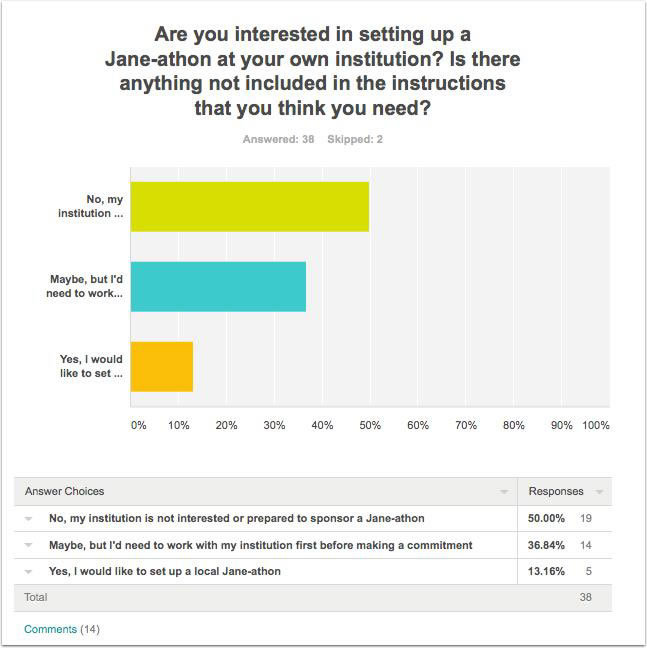 Are you interested in setting up a
Jane-athon at your own institution? Is there
anything not included in the instructions
that you think you need?
Answered: 38 Skipped: 2
No, my
institution ...
Maybe, but I'd
need to work...
Yes, I would
like to set ...
0% 10% 20% 30% 40% 50% 60% 70% 80% 90% 100%
Answer Choices Responses
No, my institution is not interested or prepared to sponsor a Jane-athon 50.00% 19
Maybe, but I'd need to work with my institution first before making a commitment 36.84% 14
Yes, I would like to set up a local Jane-athon 13.16% 5
Total 38
Comments (14)